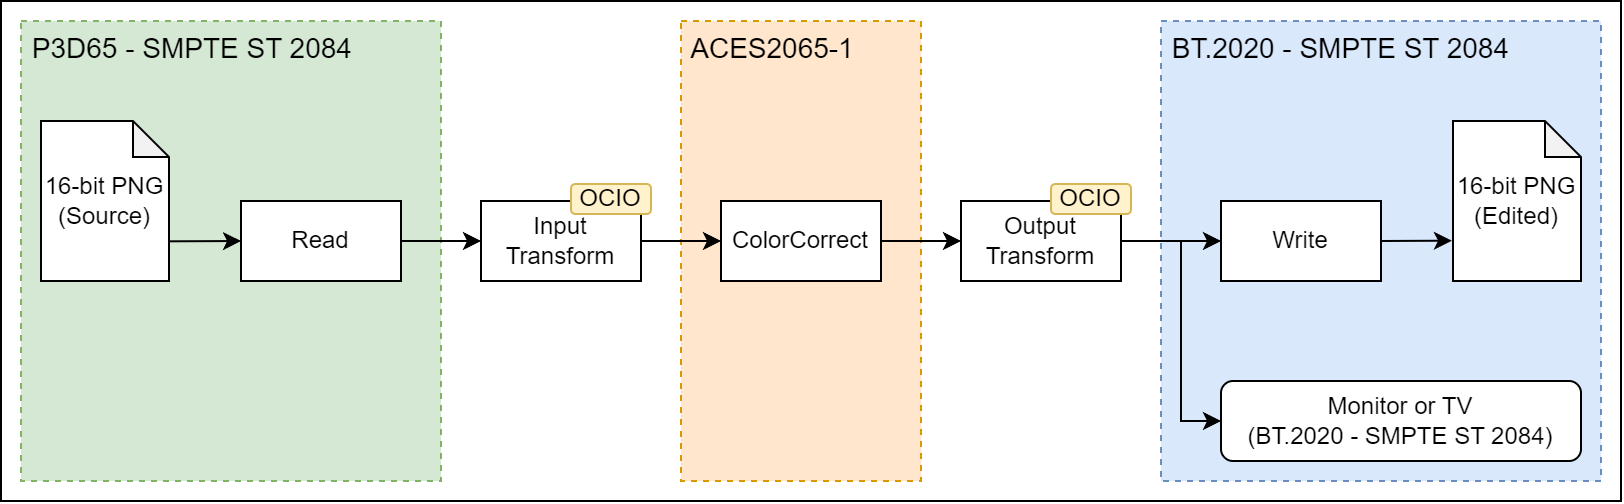 P3D65 - SMPTE ST 2084
ACES2065-1
BT.2020 - SMPTE ST 2084
16-bit PNG
(Source)
Read
OCIO
Input
Transform
ColorCorrect
OCIO
Output
Transform
Write
16-bit PNG
(Edited)
Monitor or TV
(BT.2020 - SMPTE ST 2084)